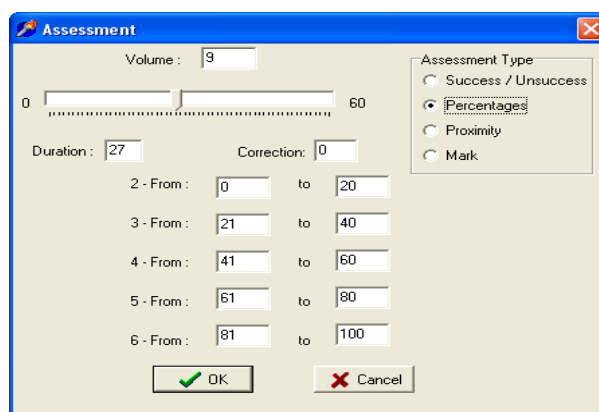 Assessment
Volume : 9
Assessment Type
Success / Unsuccess
0 60
Percentages
Proximity
Mark
Duration : 27 Correction: 0
2 - From : 0 to 20
3 - From : 21 to 40
4 - From : 41 to 60
5 - From : 61 to 80
6 - From : 81 to 100
OK Cancel